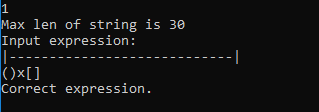 1
Max len of string is 30
Input expression:
|----------------------------|
()x[]
Correct expression.